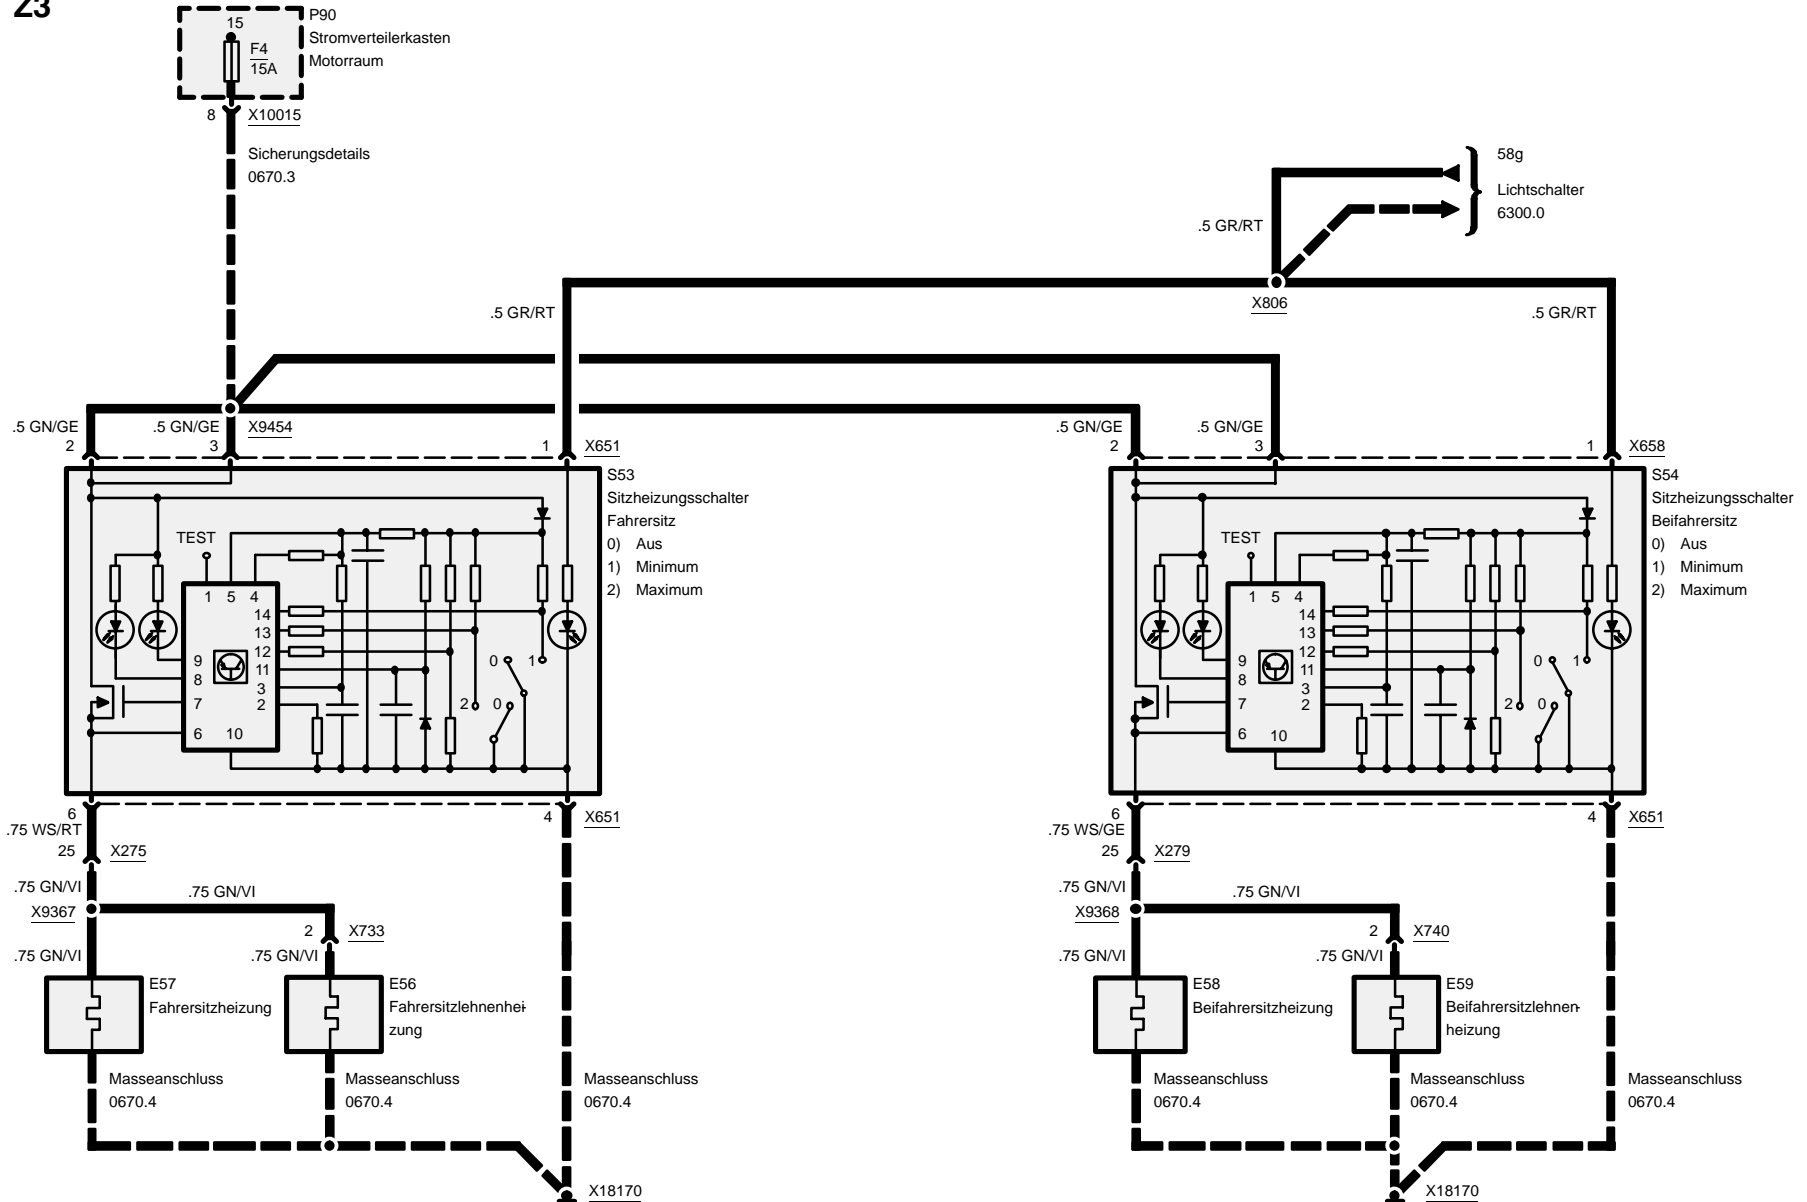 Z3
15
F4
15A
P90
Stromverteilerkasten
Motorraum
8
X10015
Sicherungsdetails
0670.3
58g
Lichtschalter
6300.0
.5 GR/RT
X806
.5 GR/RT
.5 GR/RT
.5 GN/GE
2
.5 GN/GE
3
X9454
1
X651
.5 GN/GE
2
.5 GN/GE
3
1
X658
S53
Sitzheizungsschalter
Fahrersitz
0) Aus
1) Minimum
2) Maximum
TEST
1 5 4
14
13
12
11
3
2
9
8
7
6
10
0
1
2
0
S54
Sitzheizungsschalter
Beifahrersitz
0) Aus
1) Minimum
2) Maximum
TEST
1 5 4
14
13
12
11
3
2
9
8
7
6
10
0
1
2
0
6
.75 WS/RT
25
X275
4
X651
.75 GN/VI
.75 GN/VI
X9367
2
X733
.75 GN/VI
.75 GN/VI
E57
Fahrersitzheizung
E56
Fahrersitzlehnenhei-
zung
Masseanschluss
0670.4
Masseanschluss
0670.4
Masseanschluss
0670.4
X18170
6
.75 WS/GE
25
X279
4
X651
.75 GN/VI
.75 GN/VI
X9368
2
X740
.75 GN/VI
.75 GN/VI
E58
Beifahrersitzheizung
E59
Beifahrersitzlehnen-
heizung
Masseanschluss
0670.4
Masseanschluss
0670.4
Masseanschluss
0670.4
X18170